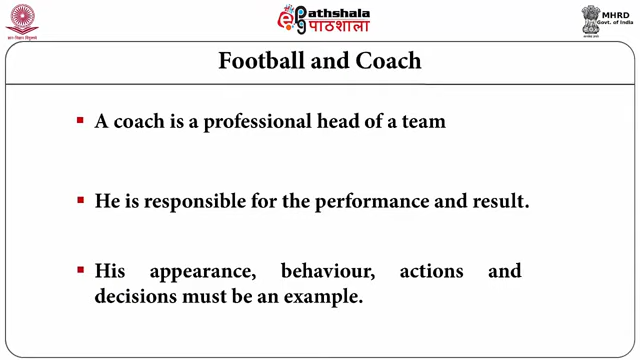 Pathshala
पाठशाला
MHRD
Govt. of India
Football and Coach
A coach is a professional head of a team
He is responsible for the performance and result.
His appearance, behaviour, actions and
decisions must be an example.